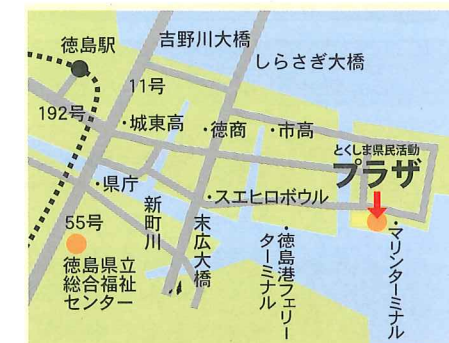 徳島駅
吉野川大橋
しらさぎ大橋
11号
192号
・城東高
・徳商
・市高
とくしま県民活動
プラザ
・県庁
新町川
・スエヒロボウル
末広大橋
・徳島港フェリー
ターミナル
・マリンターミナル
55号
徳島県立
総合福祉
センター